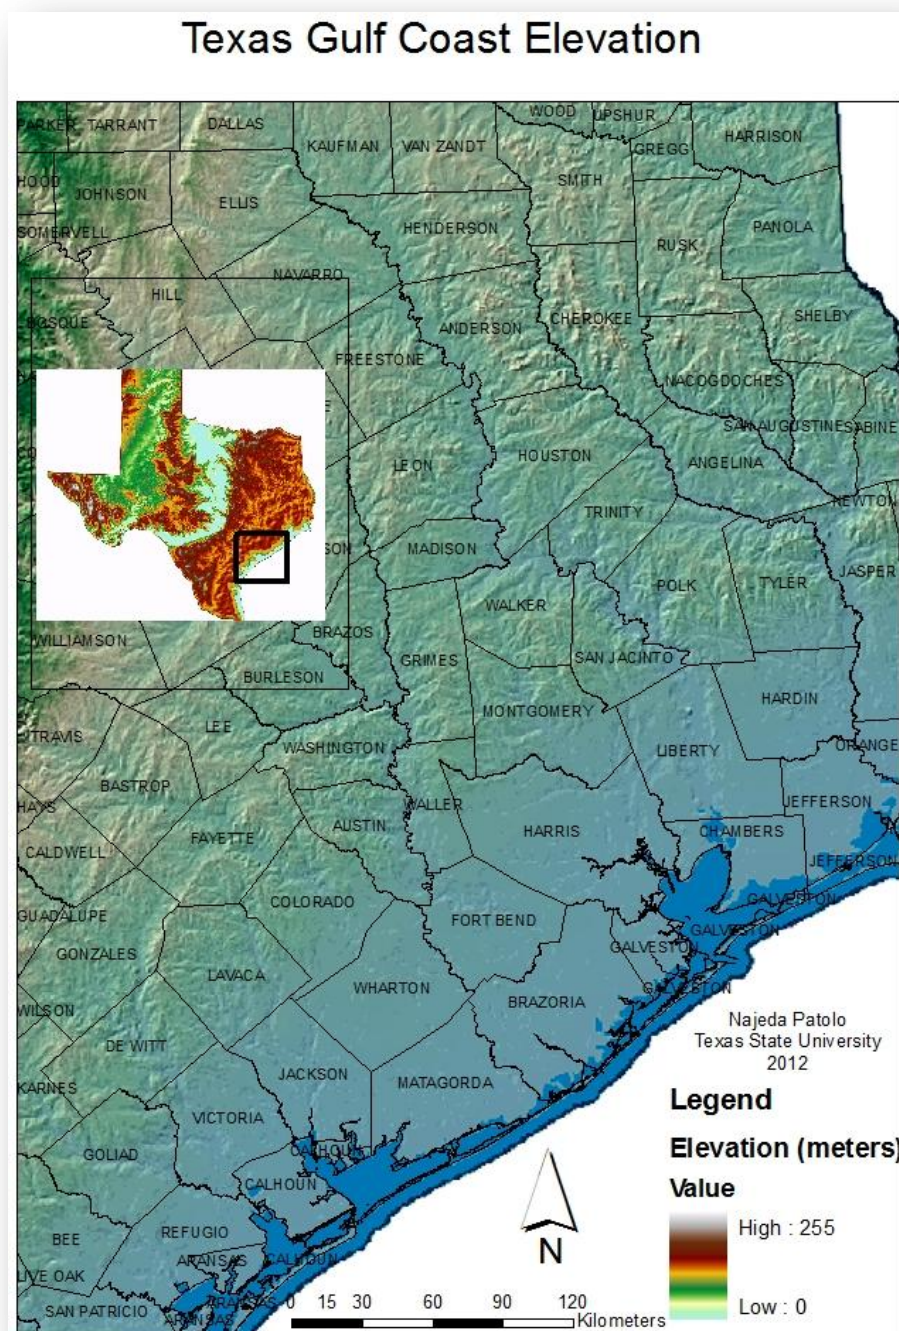 Texas Gulf Coast Elevation
PARKER TARRANT DALLAS KAUFMAN VAN ZANDT WOOD UPSHUR GREGG HARRISON
HOOD JOHNSON ELLIS SMITH
SOMERVELL HENDERSON RUSK PANOLA
NAVARRO
HILL
BOSQUE ANDERSON CHEROKEE SHELBY
FREESTONE
NACOGDOCHES
SAN AUGUSTINE SABINE
LEON HOUSTON ANGELINA
TRINITY NEWTON
SON MADISON
POLK TYLER JASPER
WALKER
WILLIAMSON BRAZOS
GRIMES SAN JACINTO
BURLESON
MONTGOMERY HARDIN
LEE
TRAVIS WASHINGTON LIBERTY ORANGE
BASTROP
HAYS WALLER JEFFERSON
AUSTIN HARRIS CHAMBERS
CALDWELL FAYETTE
JEFFERSON
COLORADO GALVESTON
GUADALUPE FORT BEND
GALVESTON
GONZALES GALVESTON
LAVACA WHARTON GALVESTON
WILSON BRAZORIA
Najeda Patolo
Texas State University
2012
DE WITT
KARNES JACKSON MATAGORDA
VICTORIA
GOLIAD CALHOUN
CALHOUN
BEE REFUGIO
ARANSAS CALHOUN
LIVE OAK
SAN PATRICIO ARANSAS
ARANSAS
Legend
Elevation (meters)
Value
High : 255
Low : 0
N
0 15 30 60 90 120
Kilometers